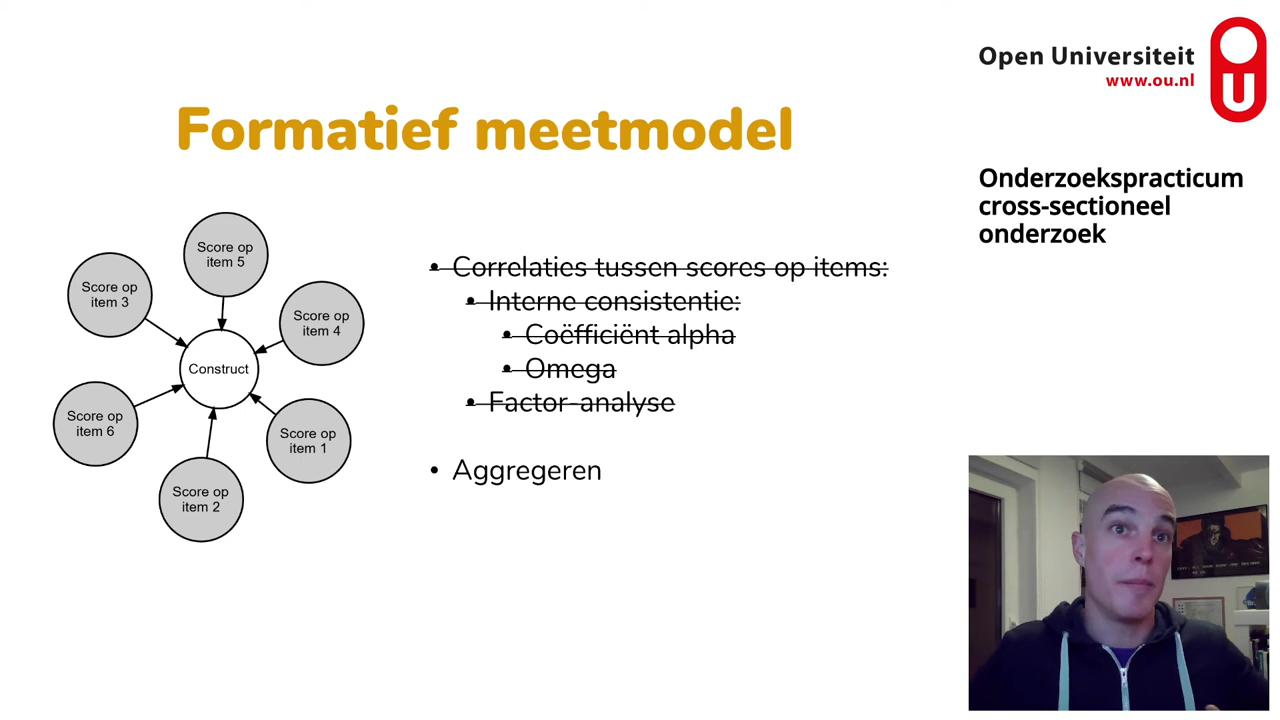 Open Universiteit
www.ou.nl
Formatief meetmodel
Onderzoekspracticum
cross-sectioneel
onderzoek
Score op
item 5
Score op
item 3
Score op
item 4
Construct
Score op
item 6
Score op
item 1
Score op
item 2
• Correlaties tussen scores op items:
• Interne consistentie:
• Coëfficiënt alpha
• Omega
• Factor-analyse
• Aggregeren